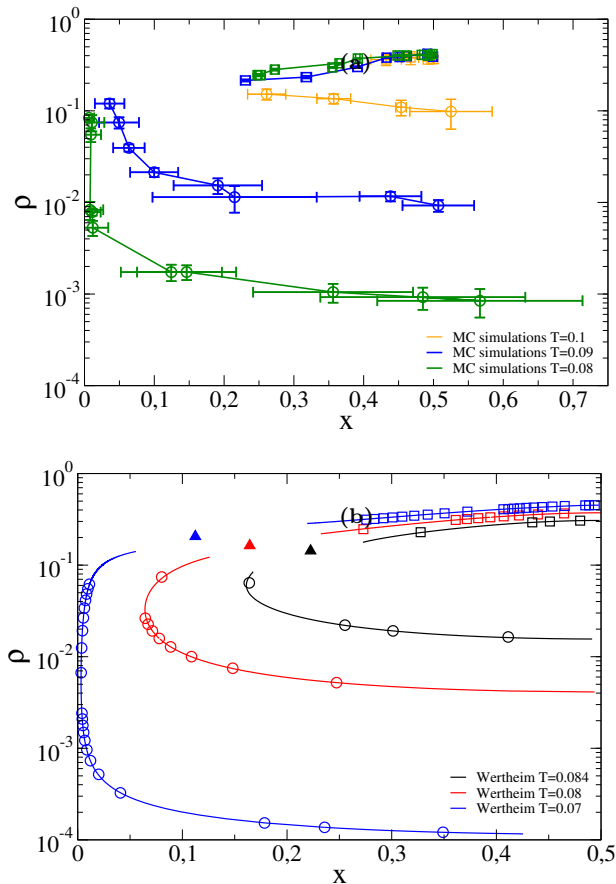 10^0
(a)
10^-1
ρ
10^-2
10^-3
MC simulations T=0.1
MC simulations T=0.09
MC simulations T=0.08
10^-4
0 0,1 0,2 0,3 0,4 0,5 0,6 0,7
x
10^0
(b)
10^-1
ρ
10^-2
10^-3
Wertheim T=0.084
Wertheim T=0.08
Wertheim T=0.07
10^-4
0 0,1 0,2 0,3 0,4 0,5
x